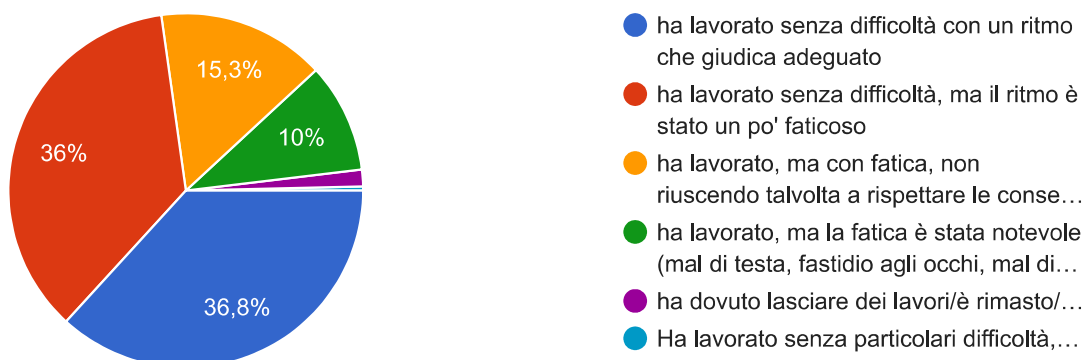 15,3%
36%
10%
36,8%
ha lavorato senza difficoltà con un ritmo
che giudica adeguato
ha lavorato senza difficoltà, ma il ritmo è
stato un po' faticoso
ha lavorato, ma con fatica, non
riuscendo talvolta a rispettare le conse…
ha lavorato, ma la fatica è stata notevole
(mal di testa, fastidio agli occhi, mal di…
ha dovuto lasciare dei lavori/è rimasto/…
Ha lavorato senza particolari difficoltà,…